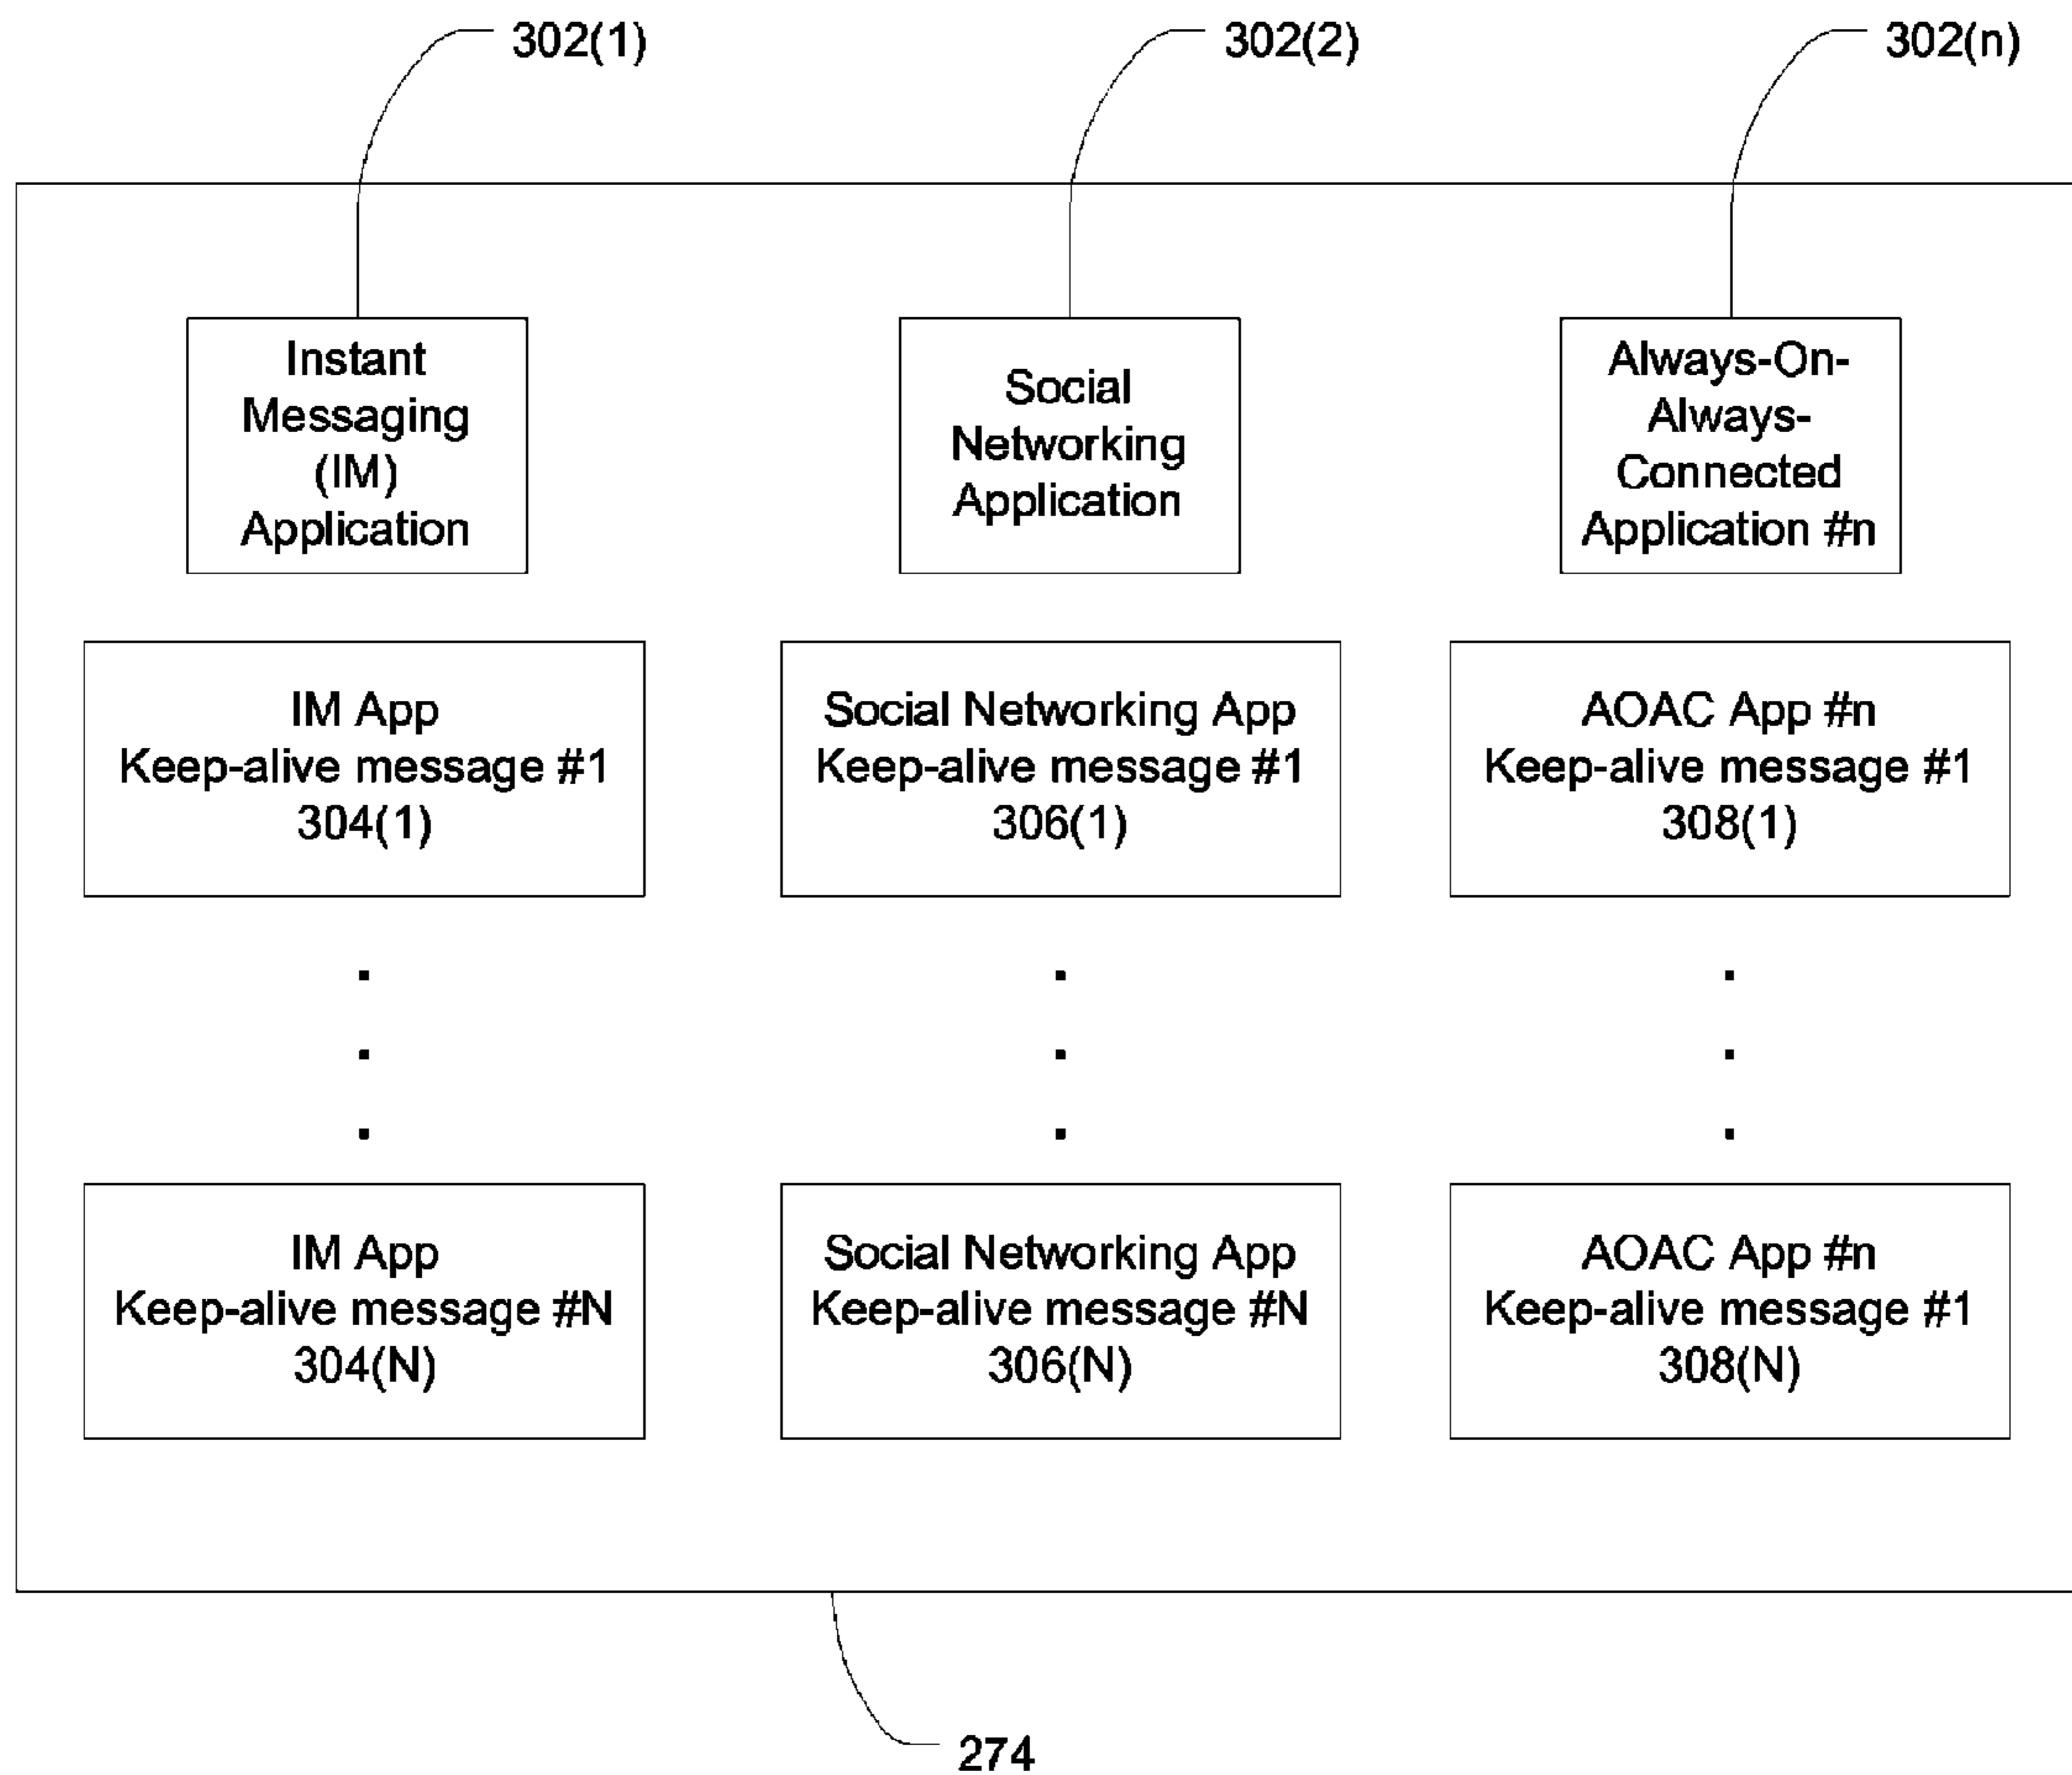 302(1)
302(2)
302(n)
Instant
Messaging
(IM)
Application
Social
Networking
Application
Always-On-
Always-
Connected
Application #n
IM App
Keep-alive message #1
304(1)
Social Networking App
Keep-alive message #1
306(1)
AOAC App #n
Keep-alive message #1
308(1)
IM App
Keep-alive message #N
304(N)
Social Networking App
Keep-alive message #N
306(N)
AOAC App #n
Keep-alive message #1
308(N)
274